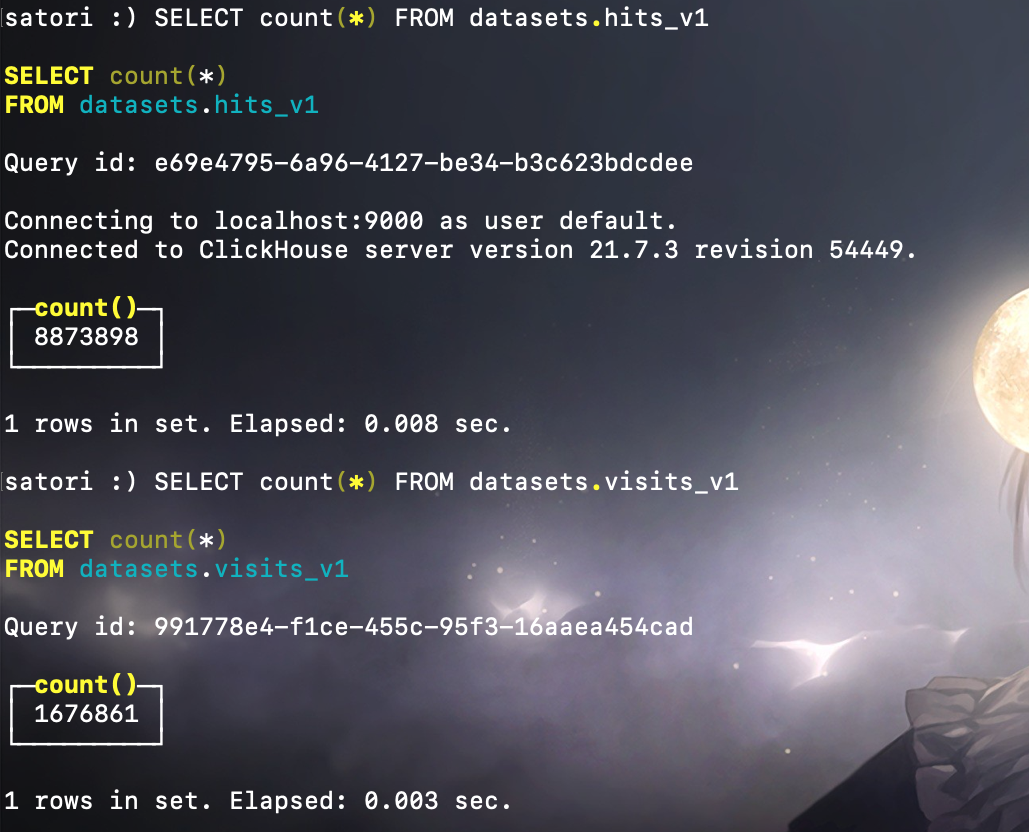 satori :) SELECT count(*) FROM datasets.hits_v1
SELECT count(*)
FROM datasets.hits_v1
Query id: e69e4795-6a96-4127-be34-b3c623bdcdee
Connecting to localhost:9000 as user default.
Connected to ClickHouse server version 21.7.3 revision 54449.
┌─count()─┐
│ 8873898 │
└─────────┘
1 rows in set. Elapsed: 0.008 sec.
satori :) SELECT count(*) FROM datasets.visits_v1
SELECT count(*)
FROM datasets.visits_v1
Query id: 991778e4-f1ce-455c-95f3-16aaea454cad
┌─count()─┐
│ 1676861 │
└─────────┘
1 rows in set. Elapsed: 0.003 sec.